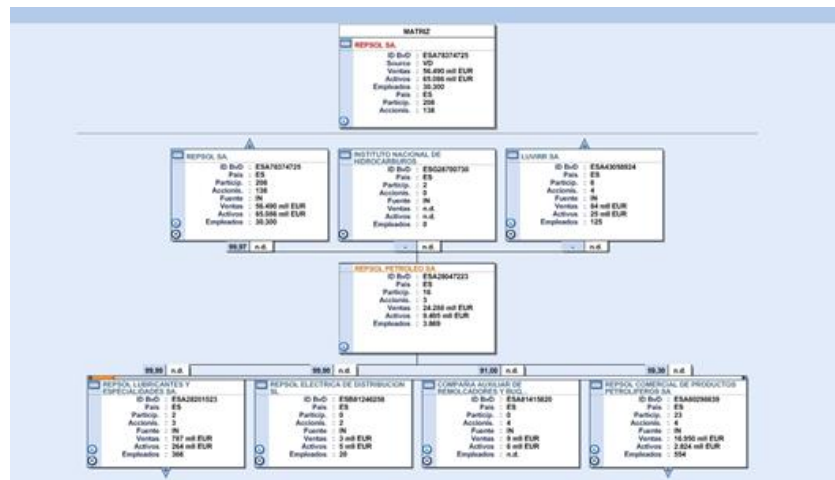 MATRIZ
REPSOL SA.
ID BvD : ESA78374725
Source : VD
Ventas : 56.490 mil EUR
Activos : 65.086 mil EUR
Empleados : 30.300
País : ES
Particip. : 208
Accionis. : 138
REPSOL SA.
ID BvD : ESA78374725
País : ES
Particip. : 208
Accionis. : 138
Fuente : IN
Ventas : 56.490 mil EUR
Activos : 65.086 mil EUR
Empleados : 30.300
99,97 n.d.
INSTITUTO NACIONAL DE
HIDROCARBUROS
ID BvD : ESG28700730
País : ES
Particip. : 2
Accionis. : 0
Fuente : IN
Ventas : n.d.
Activos : n.d.
Empleados : 0
- n.d.
LUVIRR SA.
ID BvD : ESA43058924
País : ES
Particip. : 6
Accionis. : 4
Fuente : IN
Ventas : 64 mil EUR
Activos : 25 mil EUR
Empleados : 125
- n.d.
REPSOL PETROLEO SA.
ID BvD : ESA28047223
País : ES
Particip. : 16
Accionis. : 3
Ventas : 24.288 mil EUR
Activos : 8.495 mil EUR
Empleados : 3.869
99,99 n.d.
REPSOL LUBRICANTES Y
ESPECIALIDADES SA.
ID BvD : ESA28201523
País : ES
Particip. : 2
Accionis. : 3
Fuente : IN
Ventas : 787 mil EUR
Activos : 264 mil EUR
Empleados : 366
n.d.
REPSOL ELECTRICA DE DISTRIBUCION
SL.
ID BvD : ESB81246258
País : ES
Particip. : 0
Accionis. : 2
Fuente : IN
Ventas : 3 mil EUR
Activos : 5 mil EUR
Empleados : 20
91,00 n.d.
COMPAÑIA AUXILIAR DE
REMOLCADORES Y BUQ...
ID BvD : ESA81415820
País : ES
Particip. : 0
Accionis. : 4
Fuente : IN
Ventas : 9 mil EUR
Activos : 6 mil EUR
Empleados : n.d.
n.d.
REPSOL COMERCIAL DE PRODUCTOS
PETROLIFEROS SA.
ID BvD : ESA80298839
País : ES
Particip. : 23
Accionis. : 4
Fuente : IN
Ventas : 16.950 mil EUR
Activos : 2.824 mil EUR
Empleados : 554